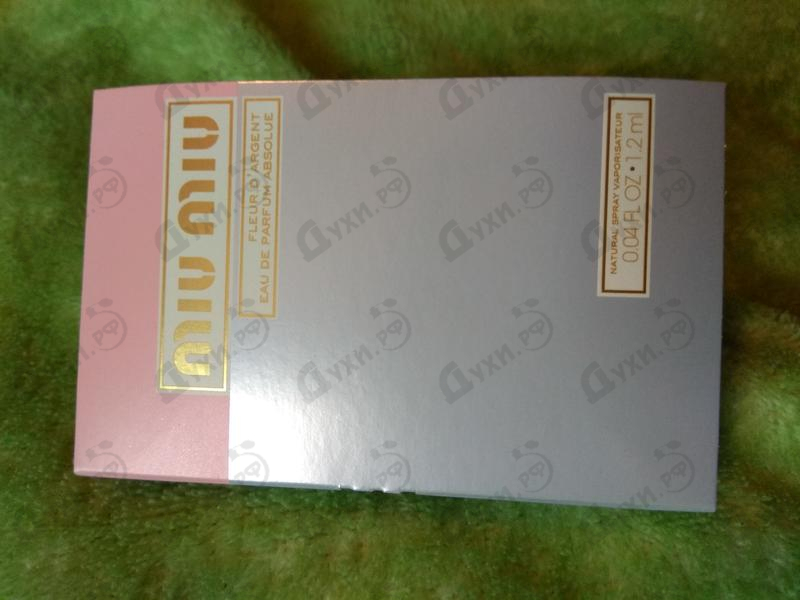 MIU MIU
FLEUR D'ARGENT
EAU DE PARFUM ABSOLUE
NATURAL SPRAY VAPORISATEUR
0.04 FL OZ • 1.2 ml
Духи.РФ